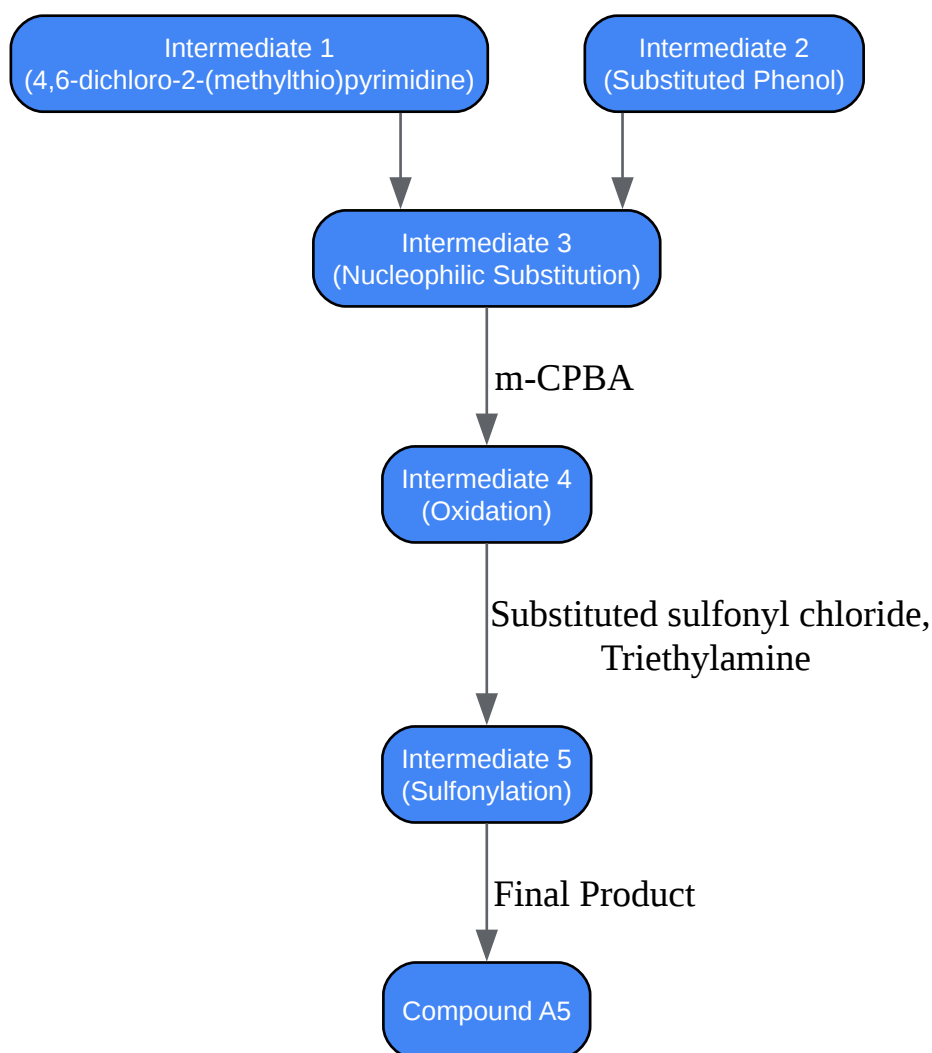 Intermediate 1
(4,6-dichloro-2-(methylthio)pyrimidine)
Intermediate 2
(Substituted Phenol)
Intermediate 3
(Nucleophilic Substitution)
m-CPBA
Intermediate 4
(Oxidation)
Substituted sulfonyl chloride,
Triethylamine
Intermediate 5
(Sulfonylation)
Final Product
Compound A5